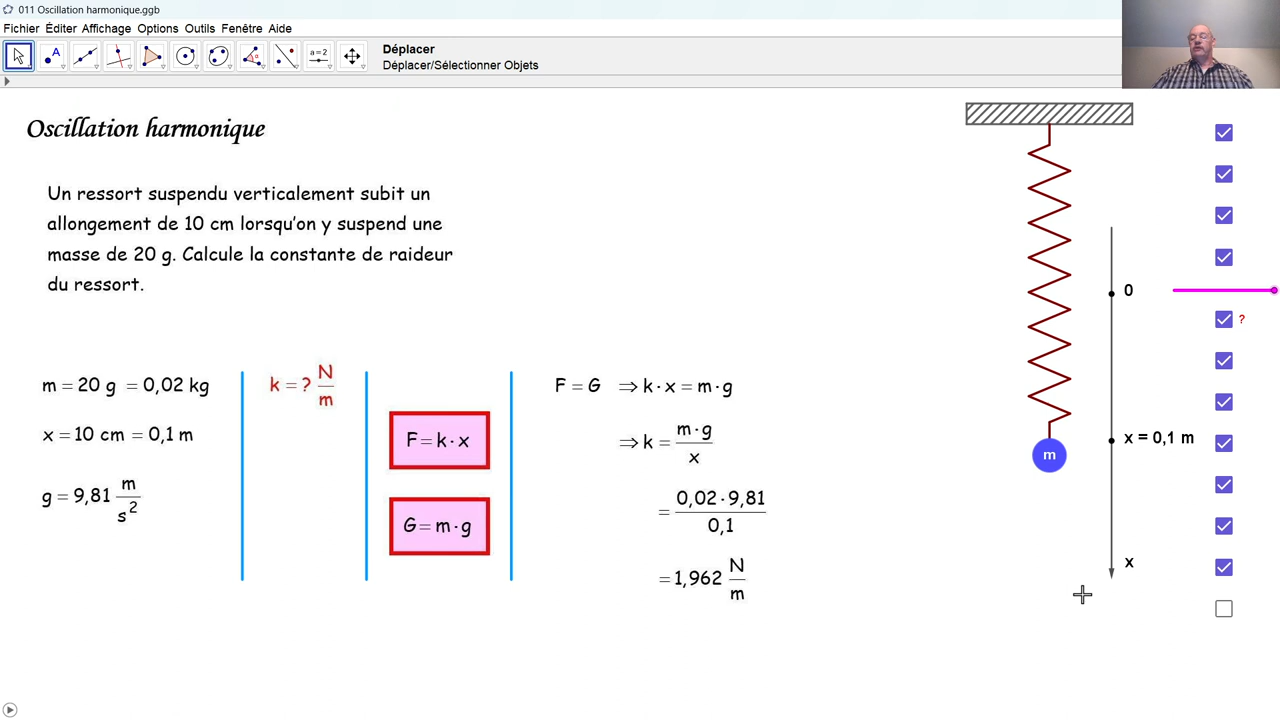 011 Oscillation harmonique.ggb
Fichier Éditer Affichage Options Outils Fenêtre Aide
A
a=2
Déplacer
Déplacer/Sélectionner Objets
Oscillation harmonique
Un ressort suspendu verticalement subit un
allongement de 10 cm lorsqu'on y suspend une
masse de 20 g. Calcule la constante de raideur
du ressort.
m = 20 g = 0,02 kg
x = 10 cm = 0,1 m
g = 9,81 m/s²
k = ? N/m
F = k · x
G = m · g
F = G ⇒ k · x = m · g
⇒ k = m · g / x
= 0,02 · 9,81 / 0,1
= 1,962 N/m
0
?
x = 0,1 m
m
x